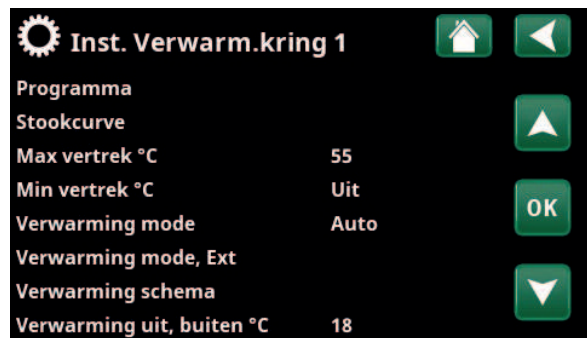 Inst. Verwarm.kring 1
Programma
Stookcurve
Max vertrek °C 55
Min vertrek °C Uit
Verwarming mode Auto
OK
Verwarming mode, Ext
Verwarming schema
Verwarming uit, buiten °C 18